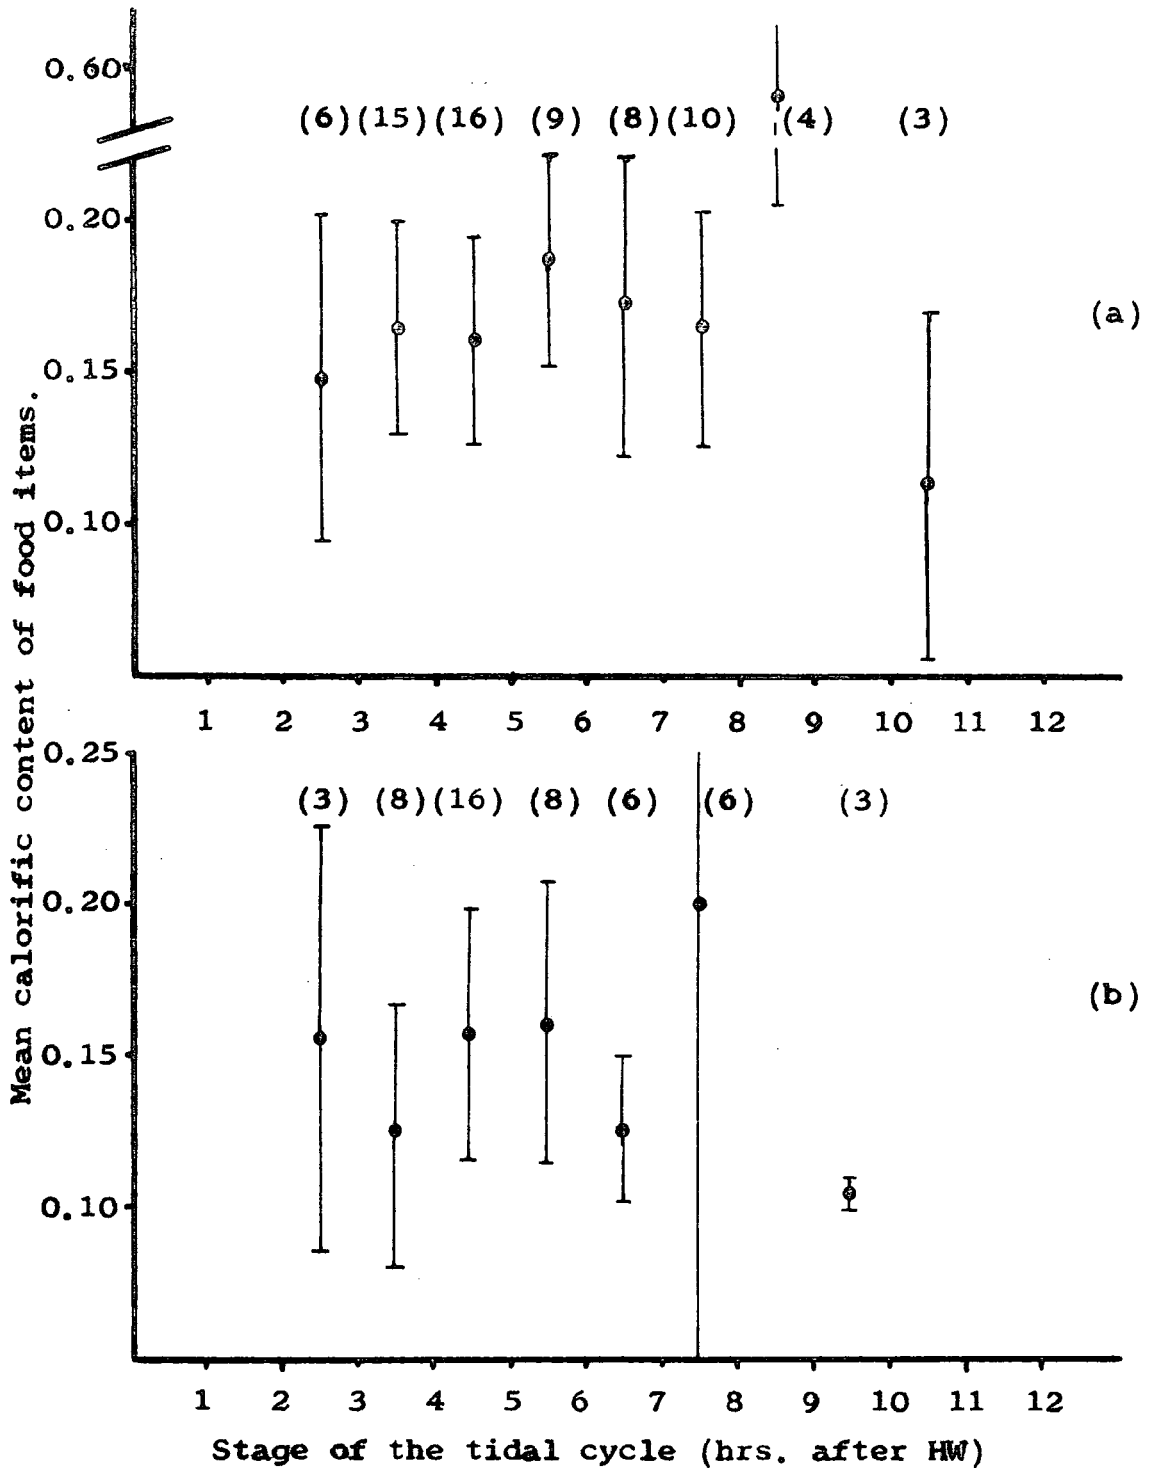 0.60
(6) (15) (16) (9) (8) (10) (4) (3)
0.20
(a)
0.15
0.10
1 2 3 4 5 6 7 8 9 10 11 12
Mean calorific content of food items.
0.25
(3) (8) (16) (8) (6) (6) (3)
0.20
(b)
0.15
0.10
1 2 3 4 5 6 7 8 9 10 11 12
Stage of the tidal cycle (hrs. after HW)